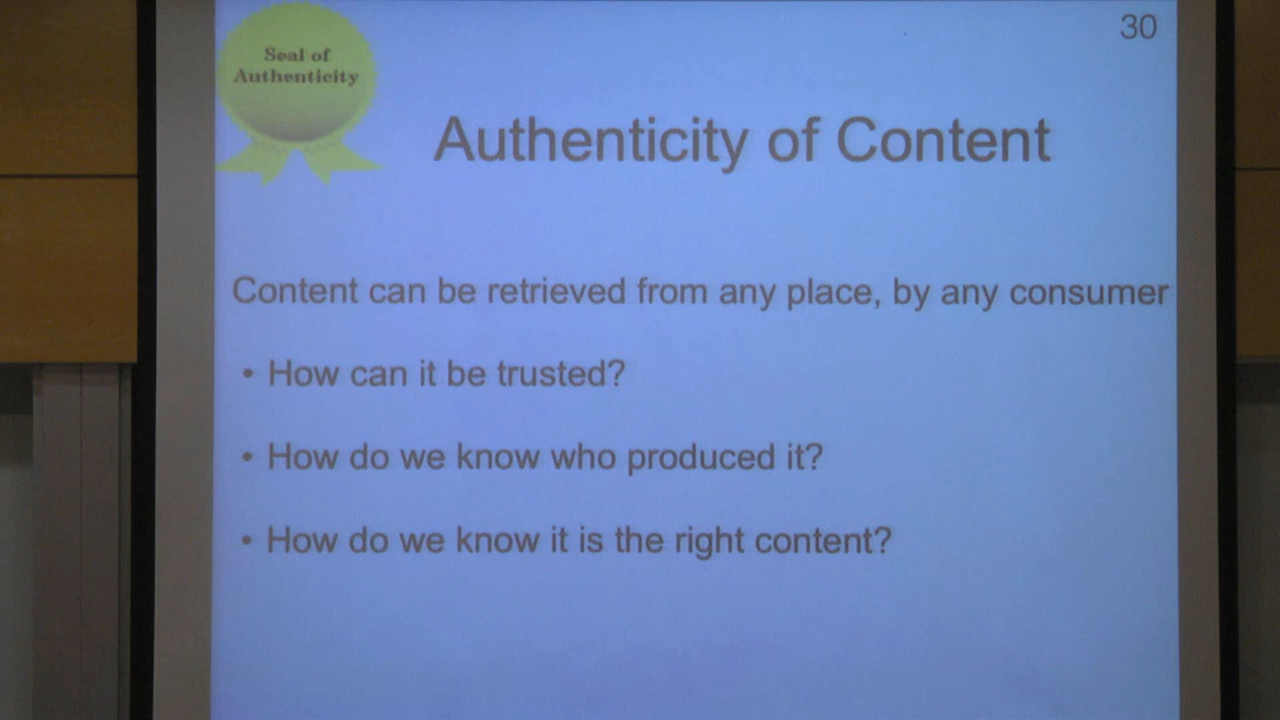 30
Seal of
Authenticity
Authenticity of Content
Content can be retrieved from any place, by any consumer
• How can it be trusted?
• How do we know who produced it?
• How do we know it is the right content?